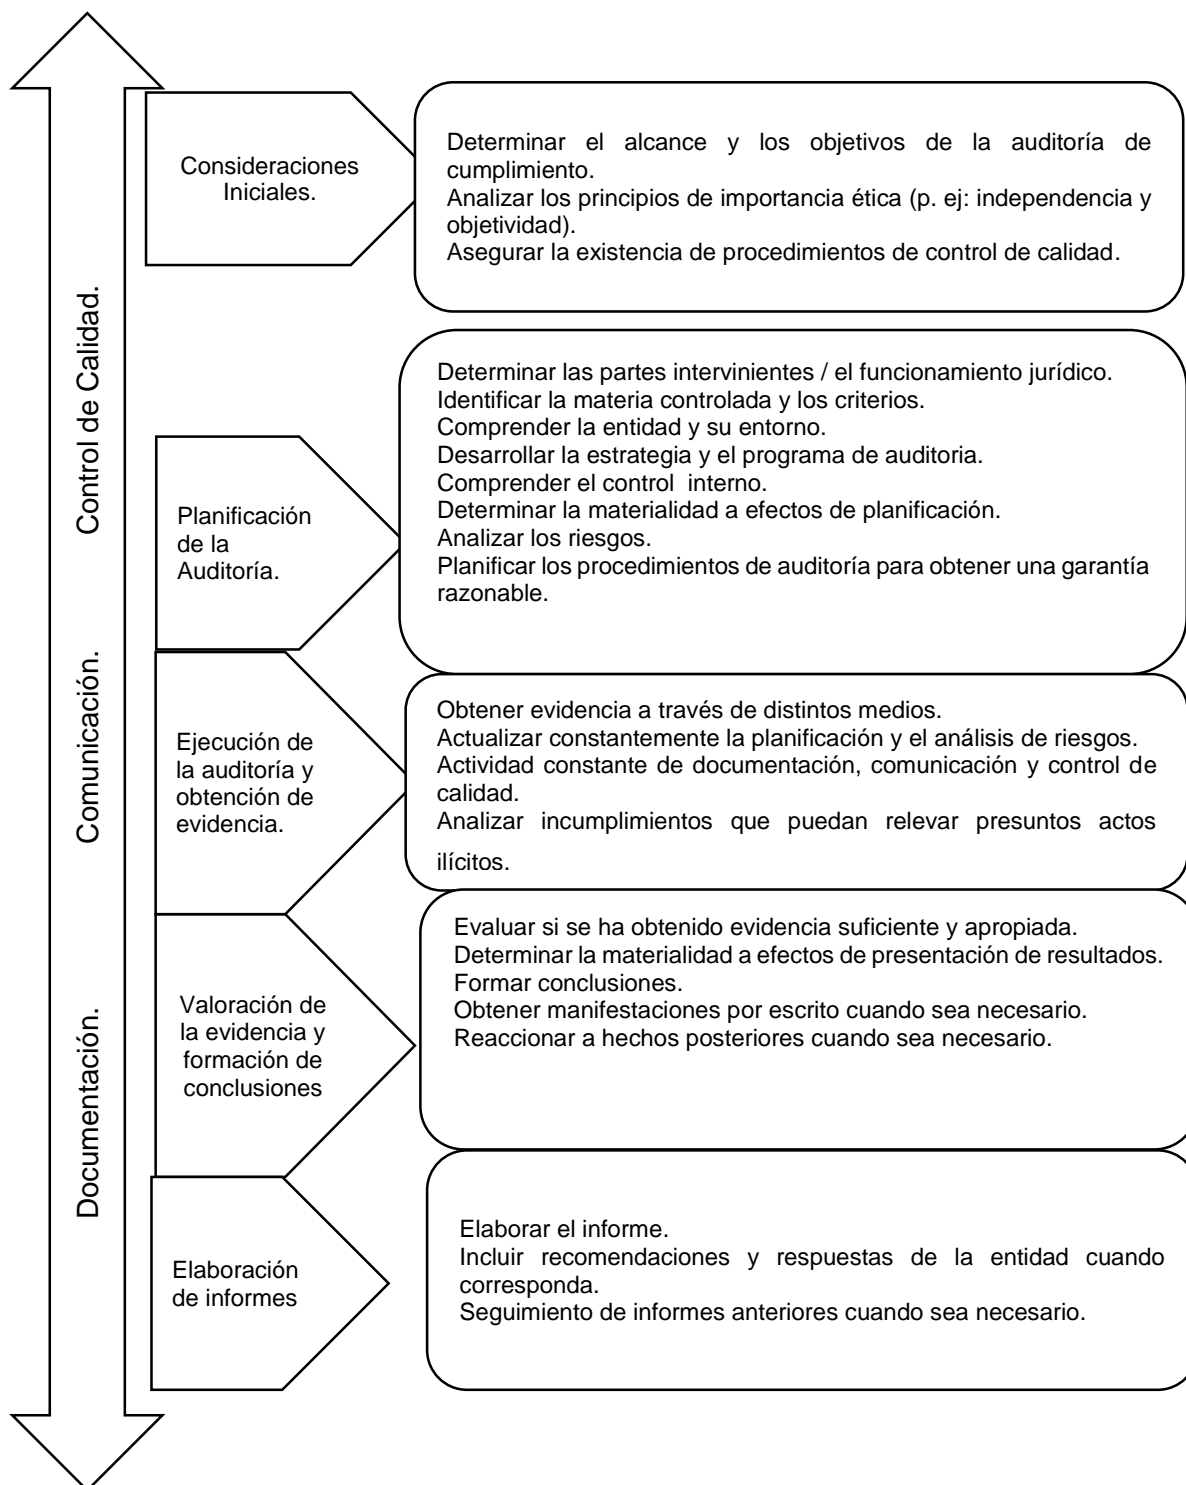 Control de Calidad.
Comunicación.
Documentación.
Consideraciones
Iniciales.
Determinar el alcance y los objetivos de la auditoría de
cumplimiento.
Analizar los principios de importancia ética (p. ej: independencia y
objetividad).
Asegurar la existencia de procedimientos de control de calidad.
Planificación
de la
Auditoría.
Determinar las partes intervinientes / el funcionamiento jurídico.
Identificar la materia controlada y los criterios.
Comprender la entidad y su entorno.
Desarrollar la estrategia y el programa de auditoria.
Comprender el control interno.
Determinar la materialidad a efectos de planificación.
Analizar los riesgos.
Planificar los procedimientos de auditoría para obtener una garantía
razonable.
Ejecución de
la auditoría y
obtención de
evidencia.
Obtener evidencia a través de distintos medios.
Actualizar constantemente la planificación y el análisis de riesgos.
Actividad constante de documentación, comunicación y control de
calidad.
Analizar incumplimientos que puedan relevar presuntos actos
ilícitos.
Valoración de
la evidencia y
formación de
conclusiones
Evaluar si se ha obtenido evidencia suficiente y apropiada.
Determinar la materialidad a efectos de presentación de resultados.
Formar conclusiones.
Obtener manifestaciones por escrito cuando sea necesario.
Reaccionar a hechos posteriores cuando sea necesario.
Elaboración
de informes
Elaborar el informe.
Incluir recomendaciones y respuestas de la entidad cuando
corresponda.
Seguimiento de informes anteriores cuando sea necesario.